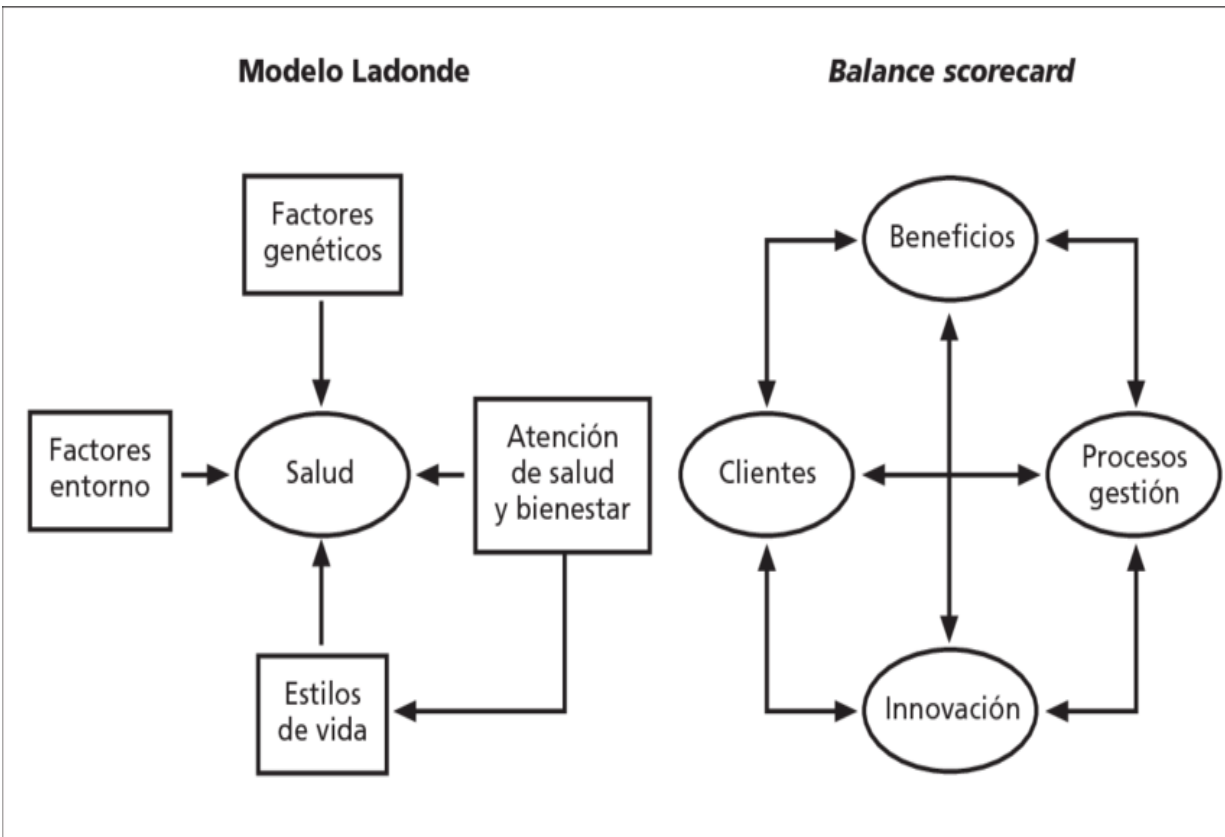 Modelo Ladonde
Factores
genéticos
Factores
entorno
Salud
Atención
de salud
y bienestar
Estilos
de vida
Balance scorecard
Beneficios
Clientes
Procesos
gestión
Innovación